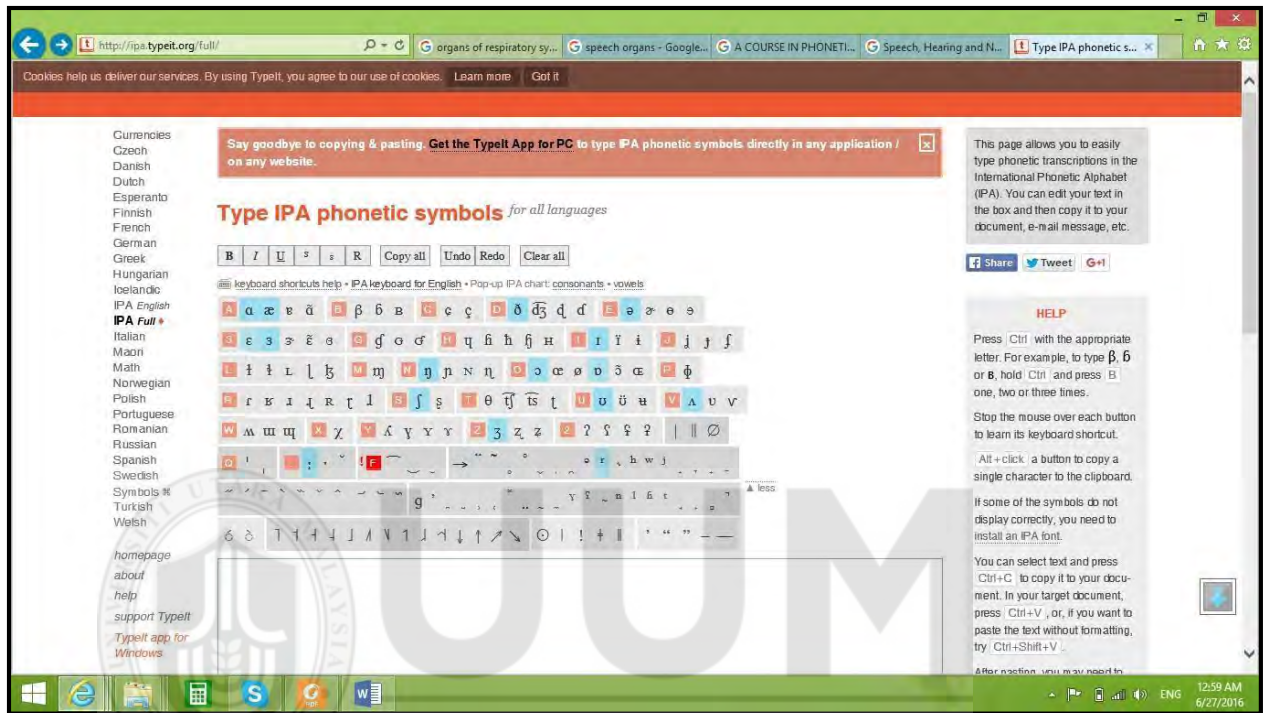 http://ipa.typeit.org/full/
organs of respiratory sy...
speech organs - Google...
A COURSE IN PHONETI...
Speech, Hearing and N...
Type IPA phonetic s...
Cookies help us deliver our services. By using TypeIt, you agree to our use of cookies. Learn more Got it
Currencies
Czech
Danish
Dutch
Esperanto
Finnish
French
German
Greek
Hungarian
Icelandic
IPA English
IPA Full
Italian
Maori
Math
Norwegian
Polish
Portuguese
Romanian
Russian
Spanish
Swedish
Symbols ⌘
Turkish
Welsh
homepage
about
help
support TypeIt
TypeIt app for
Windows
Say goodbye to copying & pasting. Get the TypeIt App for PC to type IPA phonetic symbols directly in any application /
on any website.
Type IPA phonetic symbols for all languages
B I U s s R Copy all Undo Redo Clear all
keyboard shortcuts help • IPA keyboard for English • Pop-up IPA chart: consonants • vowels
A ɑ æ ɐ ɑ̃ B β ɓ ʙ C ɕ ç D ð d͡ʒ ɖ ɗ E ə ɚ ɵ ɘ
3 ɛ ɜ ɝ ɛ̃ ɞ G ɠ ɢ ʛ H ɥ ɦ ħ ɧ ʜ I ɪ ɪ̈ ɨ J ʝ ɟ ʄ
▲ less
UUM
This page allows you to easily
type phonetic transcriptions in the
International Phonetic Alphabet
(IPA). You can edit your text in
the box and then copy it to your
document, e-mail message, etc.
Share Tweet G+1
HELP
Press Ctrl with the appropriate
letter. For example, to type β, ɓ
or ʙ, hold Ctrl and press B
one, two or three times.
Stop the mouse over each button
to learn its keyboard shortcut.
Alt+click a button to copy a
single character to the clipboard.
If some of the symbols do not
display correctly, you need to
install an IPA font.
You can select text and press
Ctrl+C to copy it to your docu-
ment. In your target document,
press Ctrl+V, or, if you want to
paste the text without formatting,
try Ctrl+Shift+V.
After pasting, you may need to
ENG
12:59 AM
6/27/2016